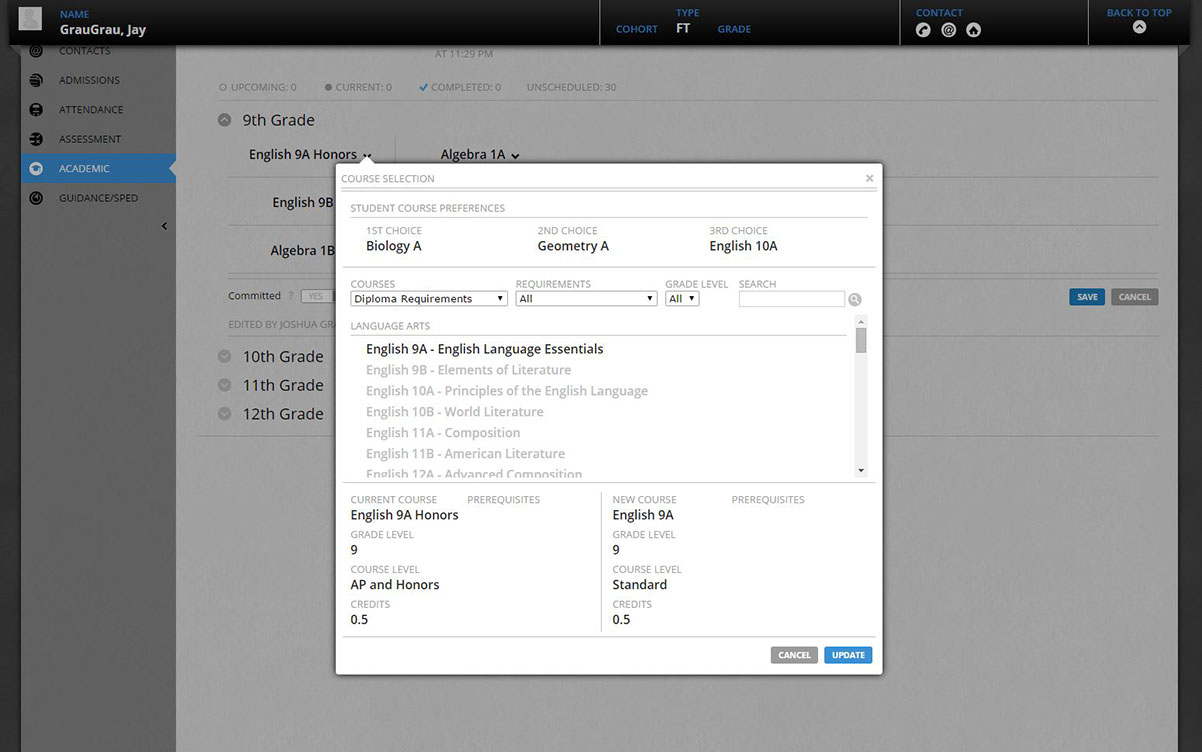 NAME
GrauGrau, Jay
COHORT
TYPE
FT
GRADE
CONTACT
BACK TO TOP
CONTACTS
ADMISSIONS
ATTENDANCE
ASSESSMENT
ACADEMIC
GUIDANCE/SPED
AT 11:29 PM
UPCOMING: 0 CURRENT: 0 COMPLETED: 0 UNSCHEDULED: 30
9th Grade
English 9A Honors Algebra 1A
English 9B
Algebra 1B
Committed ? YES
SAVE CANCEL
EDITED BY JOSHUA
10th Grade
11th Grade
12th Grade
COURSE SELECTION
STUDENT COURSE PREFERENCES
1ST CHOICE 2ND CHOICE 3RD CHOICE
Biology A Geometry A English 10A
COURSES REQUIREMENTS GRADE LEVEL SEARCH
Diploma Requirements All All
LANGUAGE ARTS
English 9A - English Language Essentials
English 9B - Elements of Literature
English 10A - Principles of the English Language
English 10B - World Literature
English 11A - Composition
English 11B - American Literature
English 12A - Advanced Composition
CURRENT COURSE PREREQUISITES
English 9A Honors
GRADE LEVEL
9
COURSE LEVEL
AP and Honors
CREDITS
0.5
NEW COURSE PREREQUISITES
English 9A
GRADE LEVEL
9
COURSE LEVEL
Standard
CREDITS
0.5
CANCEL UPDATE